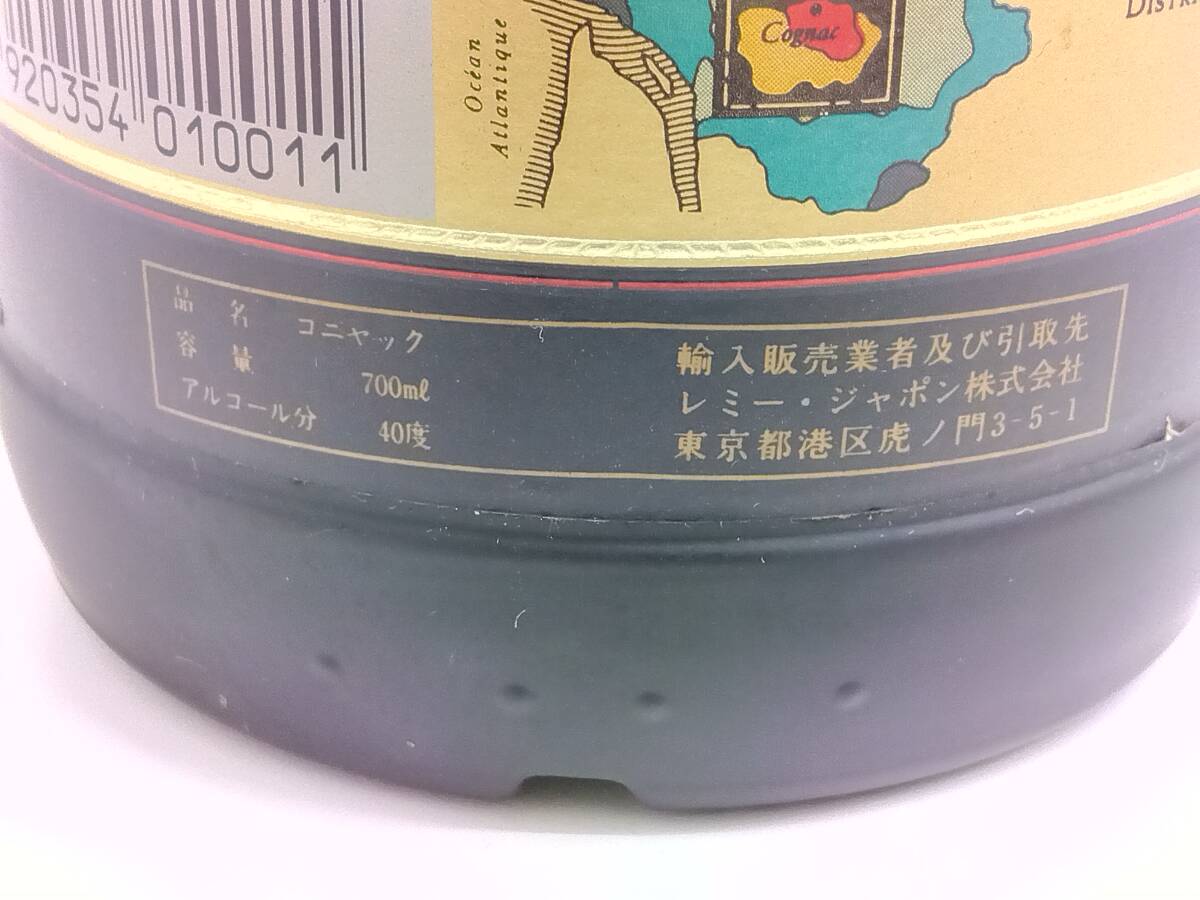 920354 010011
Océan
Atlantique
Cognac
品名 コニャック
容量 700ml
アルコール分 40度
輸入販売業者及び引取先
レミー・ジャポン株式会社
東京都港区虎ノ門3-5-1